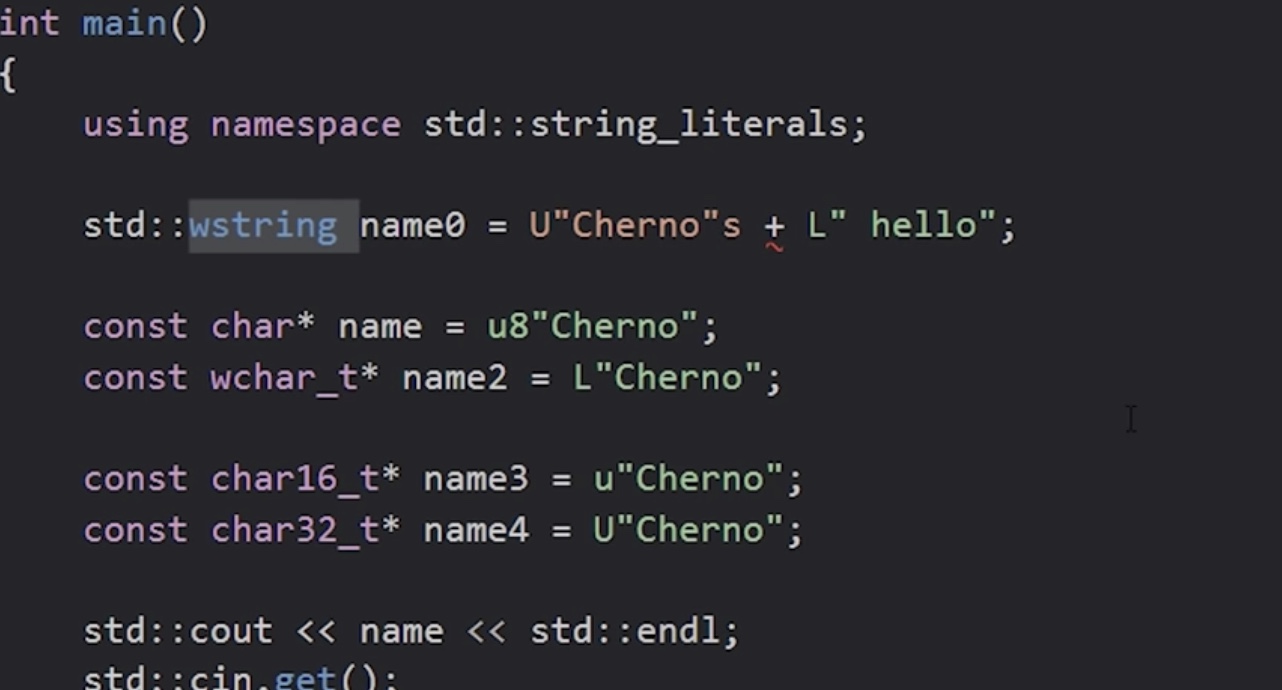 int main()
{
using namespace std::string_literals;
std::wstring name0 = U"Cherno"s + L" hello";
const char* name = u8"Cherno";
const wchar_t* name2 = L"Cherno";
const char16_t* name3 = u"Cherno";
const char32_t* name4 = U"Cherno";
std::cout << name << std::endl;
std::cin.get();